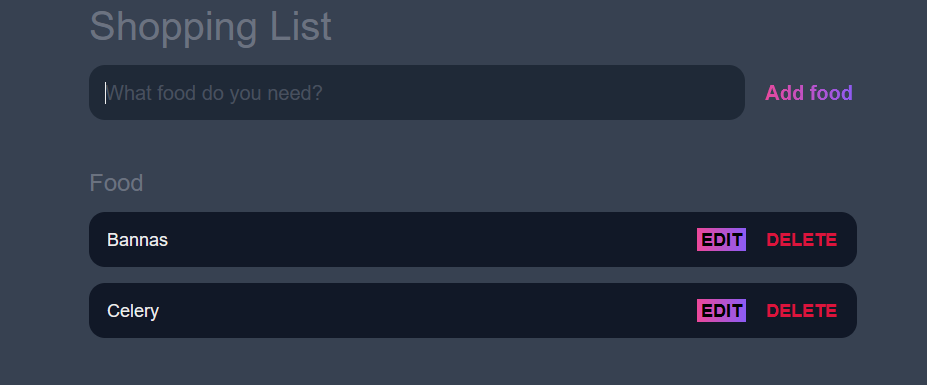 Shopping List
What food do you need?
Add food
Food
Bannas
EDIT
DELETE
Celery
EDIT
DELETE